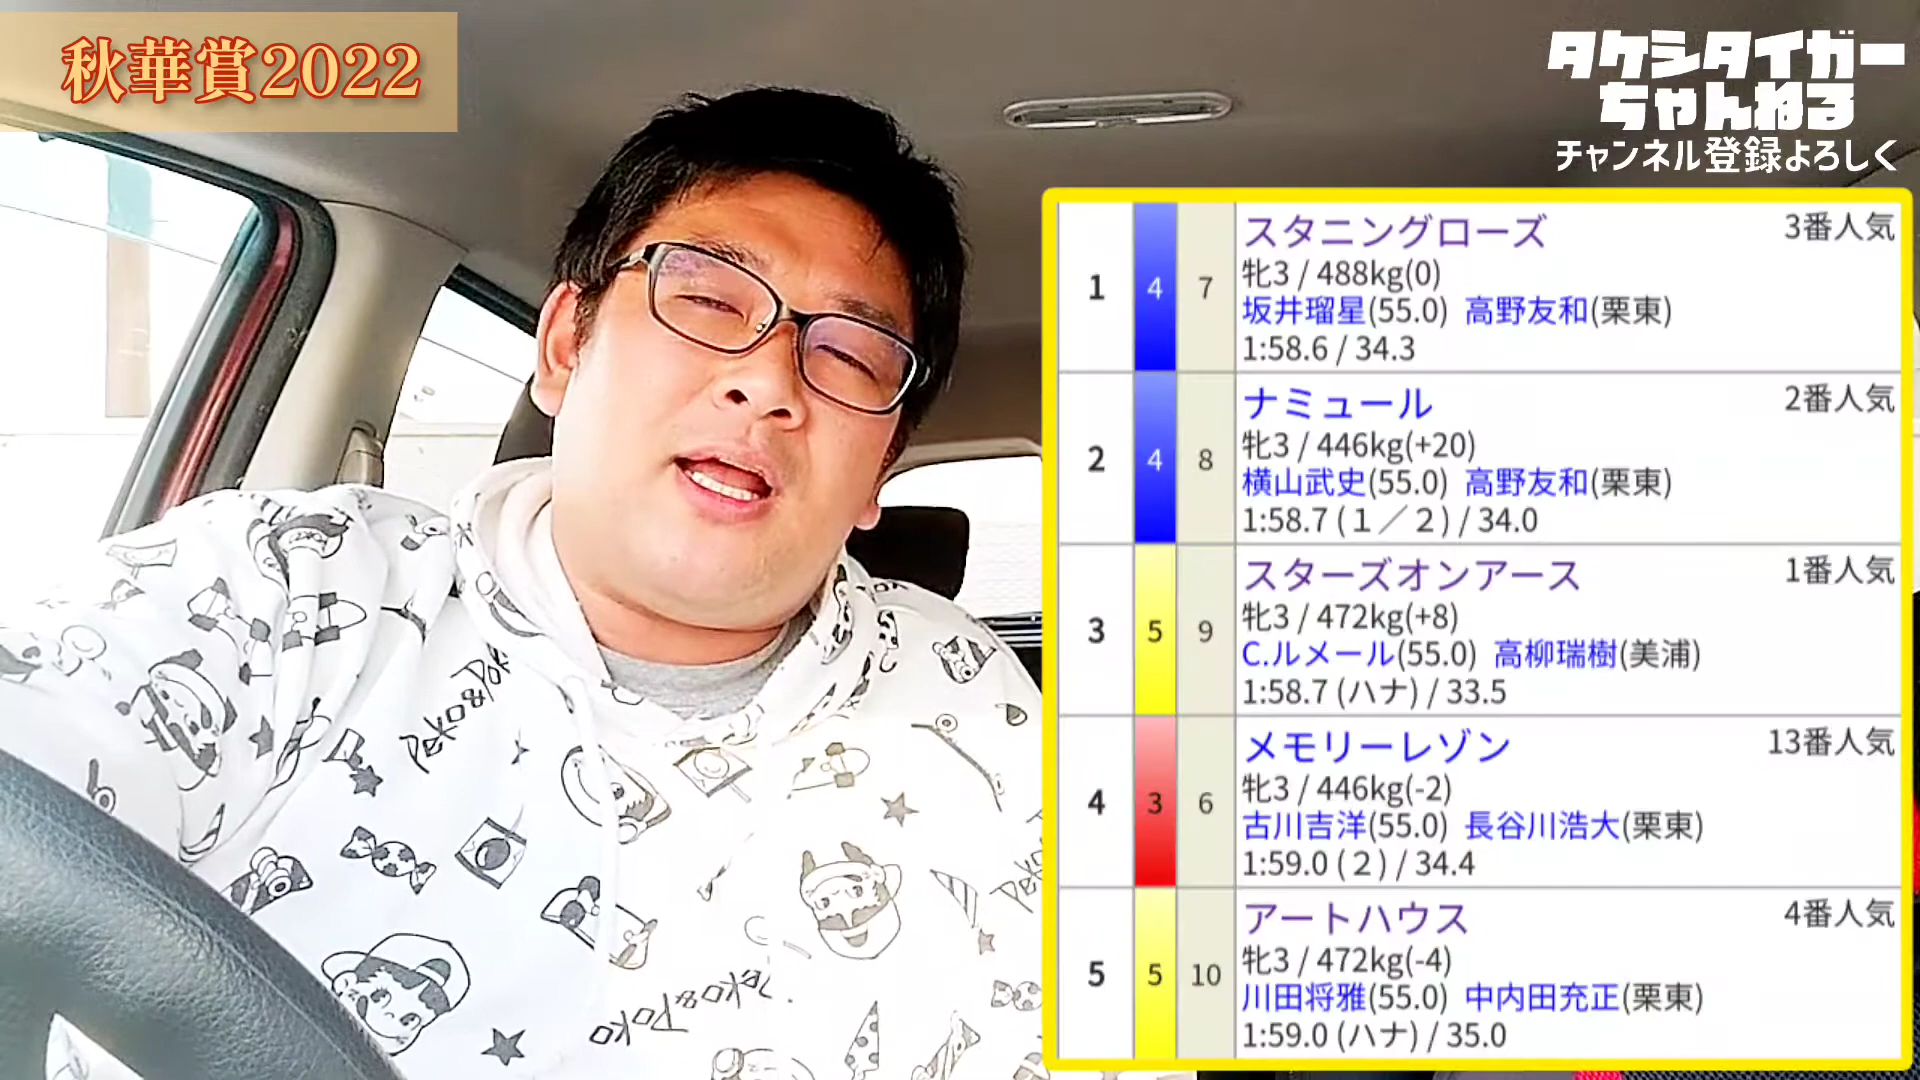 秋華賞2022
タケシタイガー
ちゃんねる
チャンネル登録よろしく
1 4 7 スタニングローズ 3番人気
牝3 / 488kg(0)
坂井瑠星(55.0) 高野友和(栗東)
1:58.6 / 34.3
2 4 8 ナミュール 2番人気
牝3 / 446kg(+20)
横山武史(55.0) 高野友和(栗東)
1:58.7 (１／２) / 34.0
3 5 9 スターズオンアース 1番人気
牝3 / 472kg(+8)
C.ルメール(55.0) 高柳瑞樹(美浦)
1:58.7 (ハナ) / 33.5
4 3 6 メモリーレゾン 13番人気
牝3 / 446kg(-2)
古川吉洋(55.0) 長谷川浩大(栗東)
1:59.0 (２) / 34.4
5 5 10 アートハウス 4番人気
牝3 / 472kg(-4)
川田将雅(55.0) 中内田充正(栗東)
1:59.0 (ハナ) / 35.0
Peko&Poko
Peko&Poko